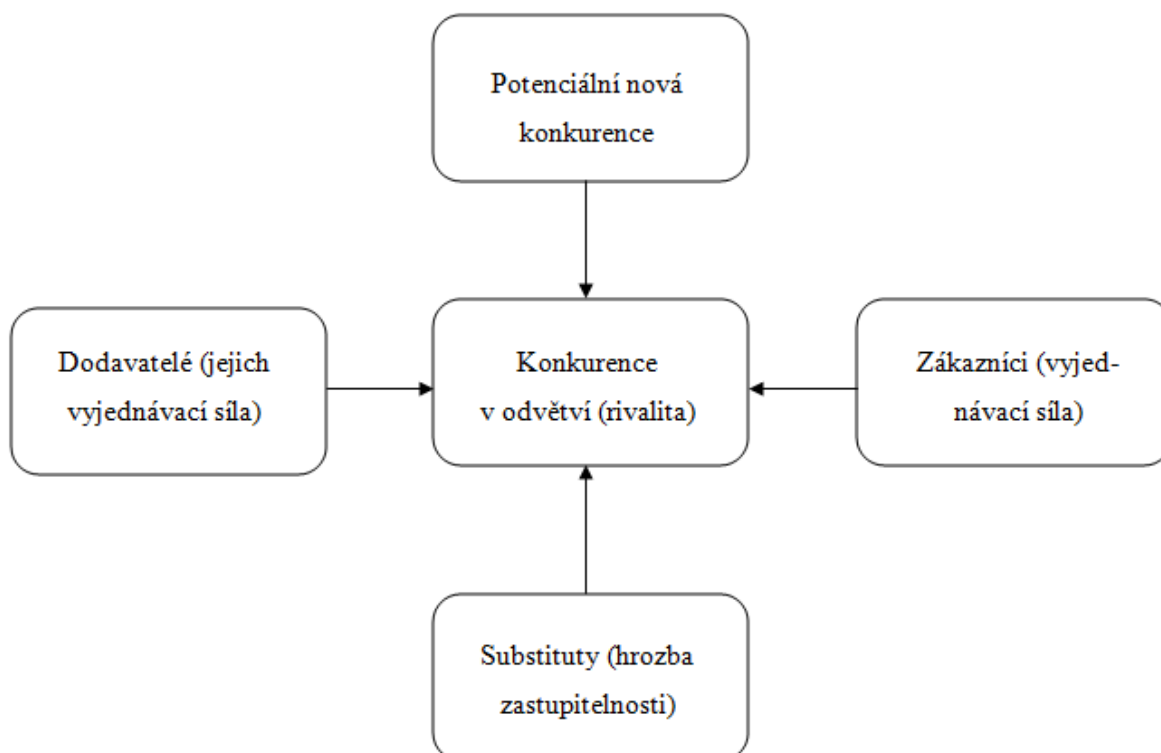 Potenciální nová
konkurence
Dodavatelé (jejich
vyjednávací síla)
Konkurence
v odvětví (rivalita)
Zákazníci (vyjed-
návací síla)
Substituty (hrozba
zastupitelnosti)